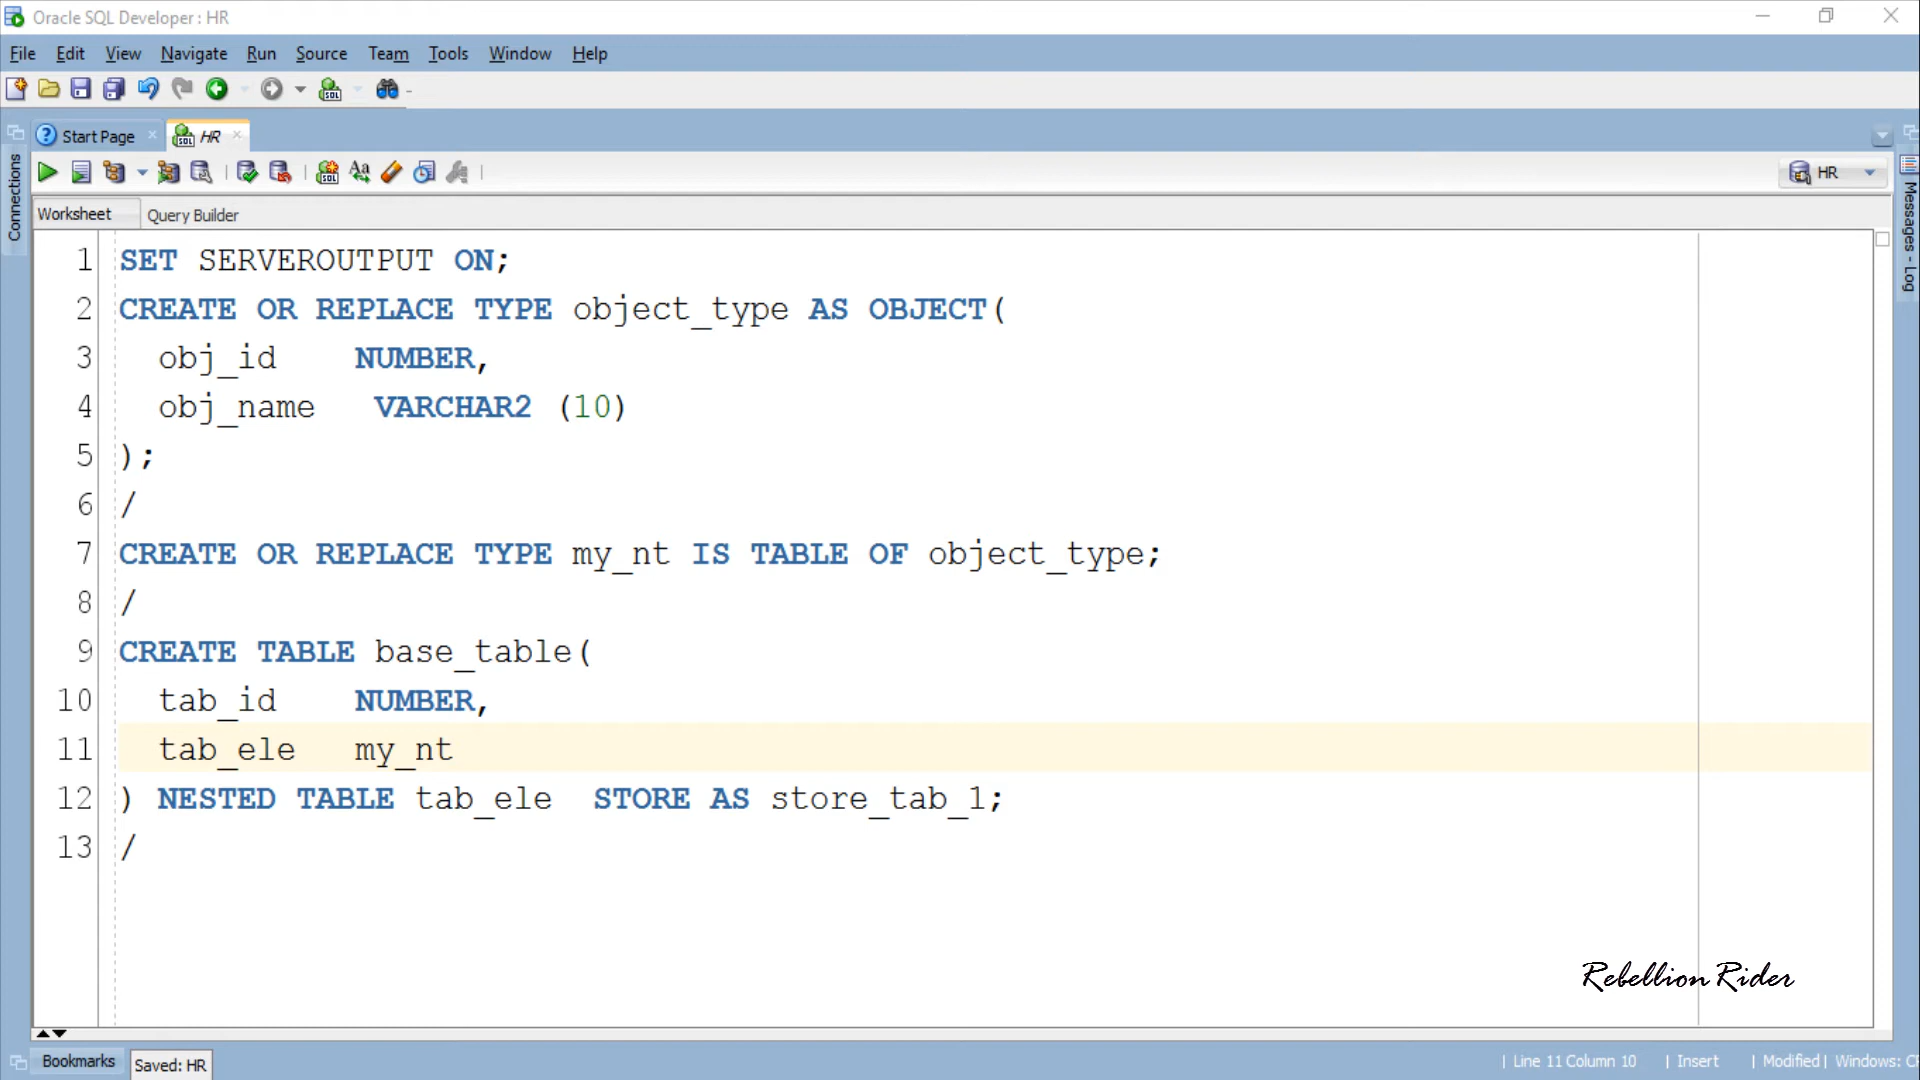 Oracle SQL Developer : HR
File Edit View Navigate Run Source Team Tools Window Help
Start Page HR
HR
Worksheet Query Builder
Connections
Messages - Log
1 SET SERVEROUTPUT ON;
2 CREATE OR REPLACE TYPE object_type AS OBJECT(
3 obj_id NUMBER,
4 obj_name VARCHAR2 (10)
5 );
6 /
7 CREATE OR REPLACE TYPE my_nt IS TABLE OF object_type;
8 /
9 CREATE TABLE base_table(
10 tab_id NUMBER,
11 tab_ele my_nt
12 ) NESTED TABLE tab_ele STORE AS store_tab_1;
13 /
Rebellion Rider
Bookmarks Saved: HR
| Line 11 Column 10 | Insert | Modified | Windows: